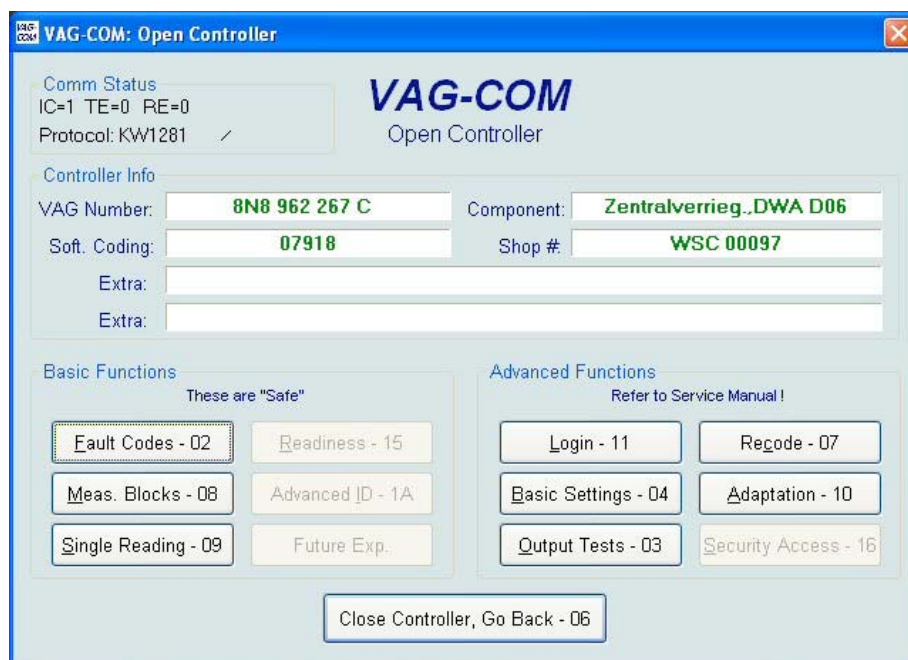 VAG-COM: Open Controller
Comm Status
IC=1 TE=0 RE=0
Protocol: KW1281 /
VAG-COM
Open Controller
Controller Info
VAG Number: 8N8 962 267 C Component: Zentralverrieg.,DWA D06
Soft. Coding: 07918 Shop #: WSC 00097
Extra:
Extra:
Basic Functions
These are "Safe"
Fault Codes - 02 Readiness - 15
Meas. Blocks - 08 Advanced ID - 1A
Single Reading - 09 Future Exp.
Advanced Functions
Refer to Service Manual !
Login - 11 Recode - 07
Basic Settings - 04 Adaptation - 10
Output Tests - 03 Security Access - 16
Close Controller, Go Back - 06